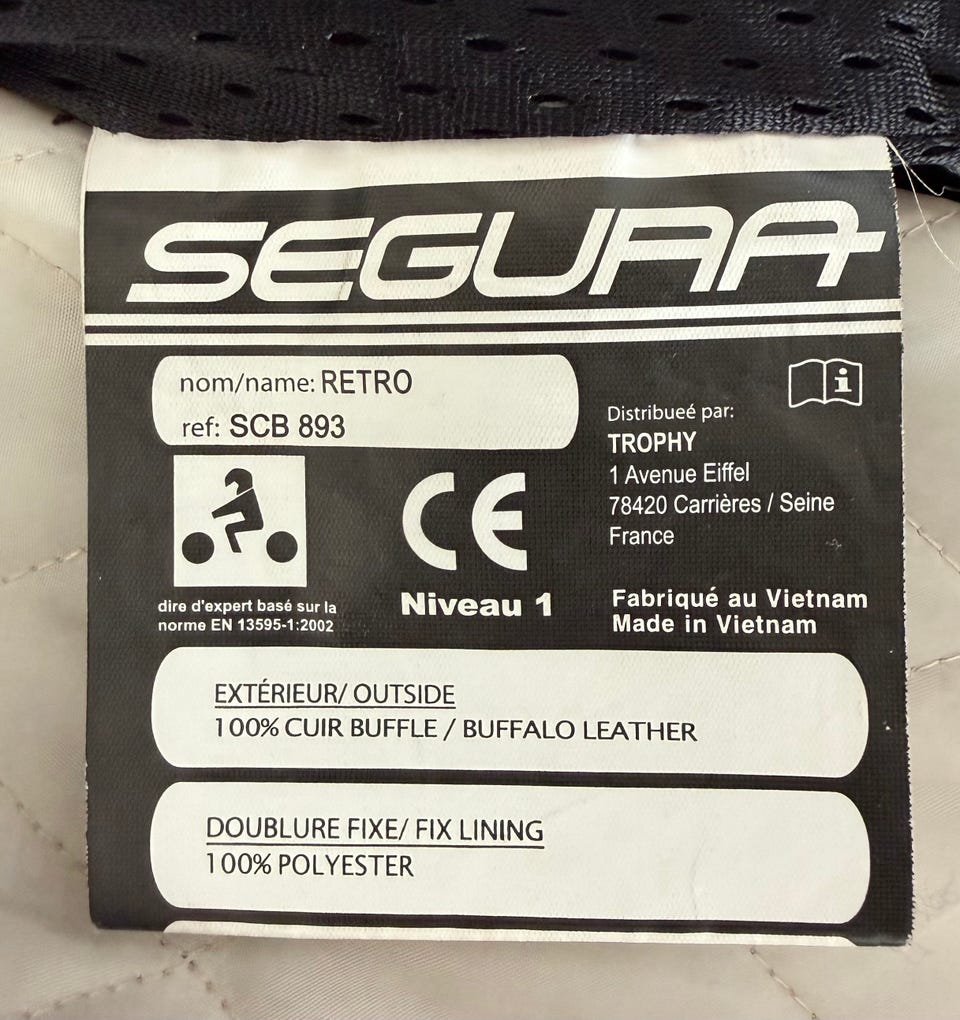 SEGURA
nom/name: RETRO
ref: SCB 893
i
Distribueé par:
TROPHY
1 Avenue Eiffel
78420 Carrières / Seine
France
CE
Niveau 1
dire d'expert basé sur la
norme EN 13595-1:2002
Fabriqué au Vietnam
Made in Vietnam
EXTÉRIEUR/ OUTSIDE
100% CUIR BUFFLE / BUFFALO LEATHER
DOUBLURE FIXE/ FIX LINING
100% POLYESTER